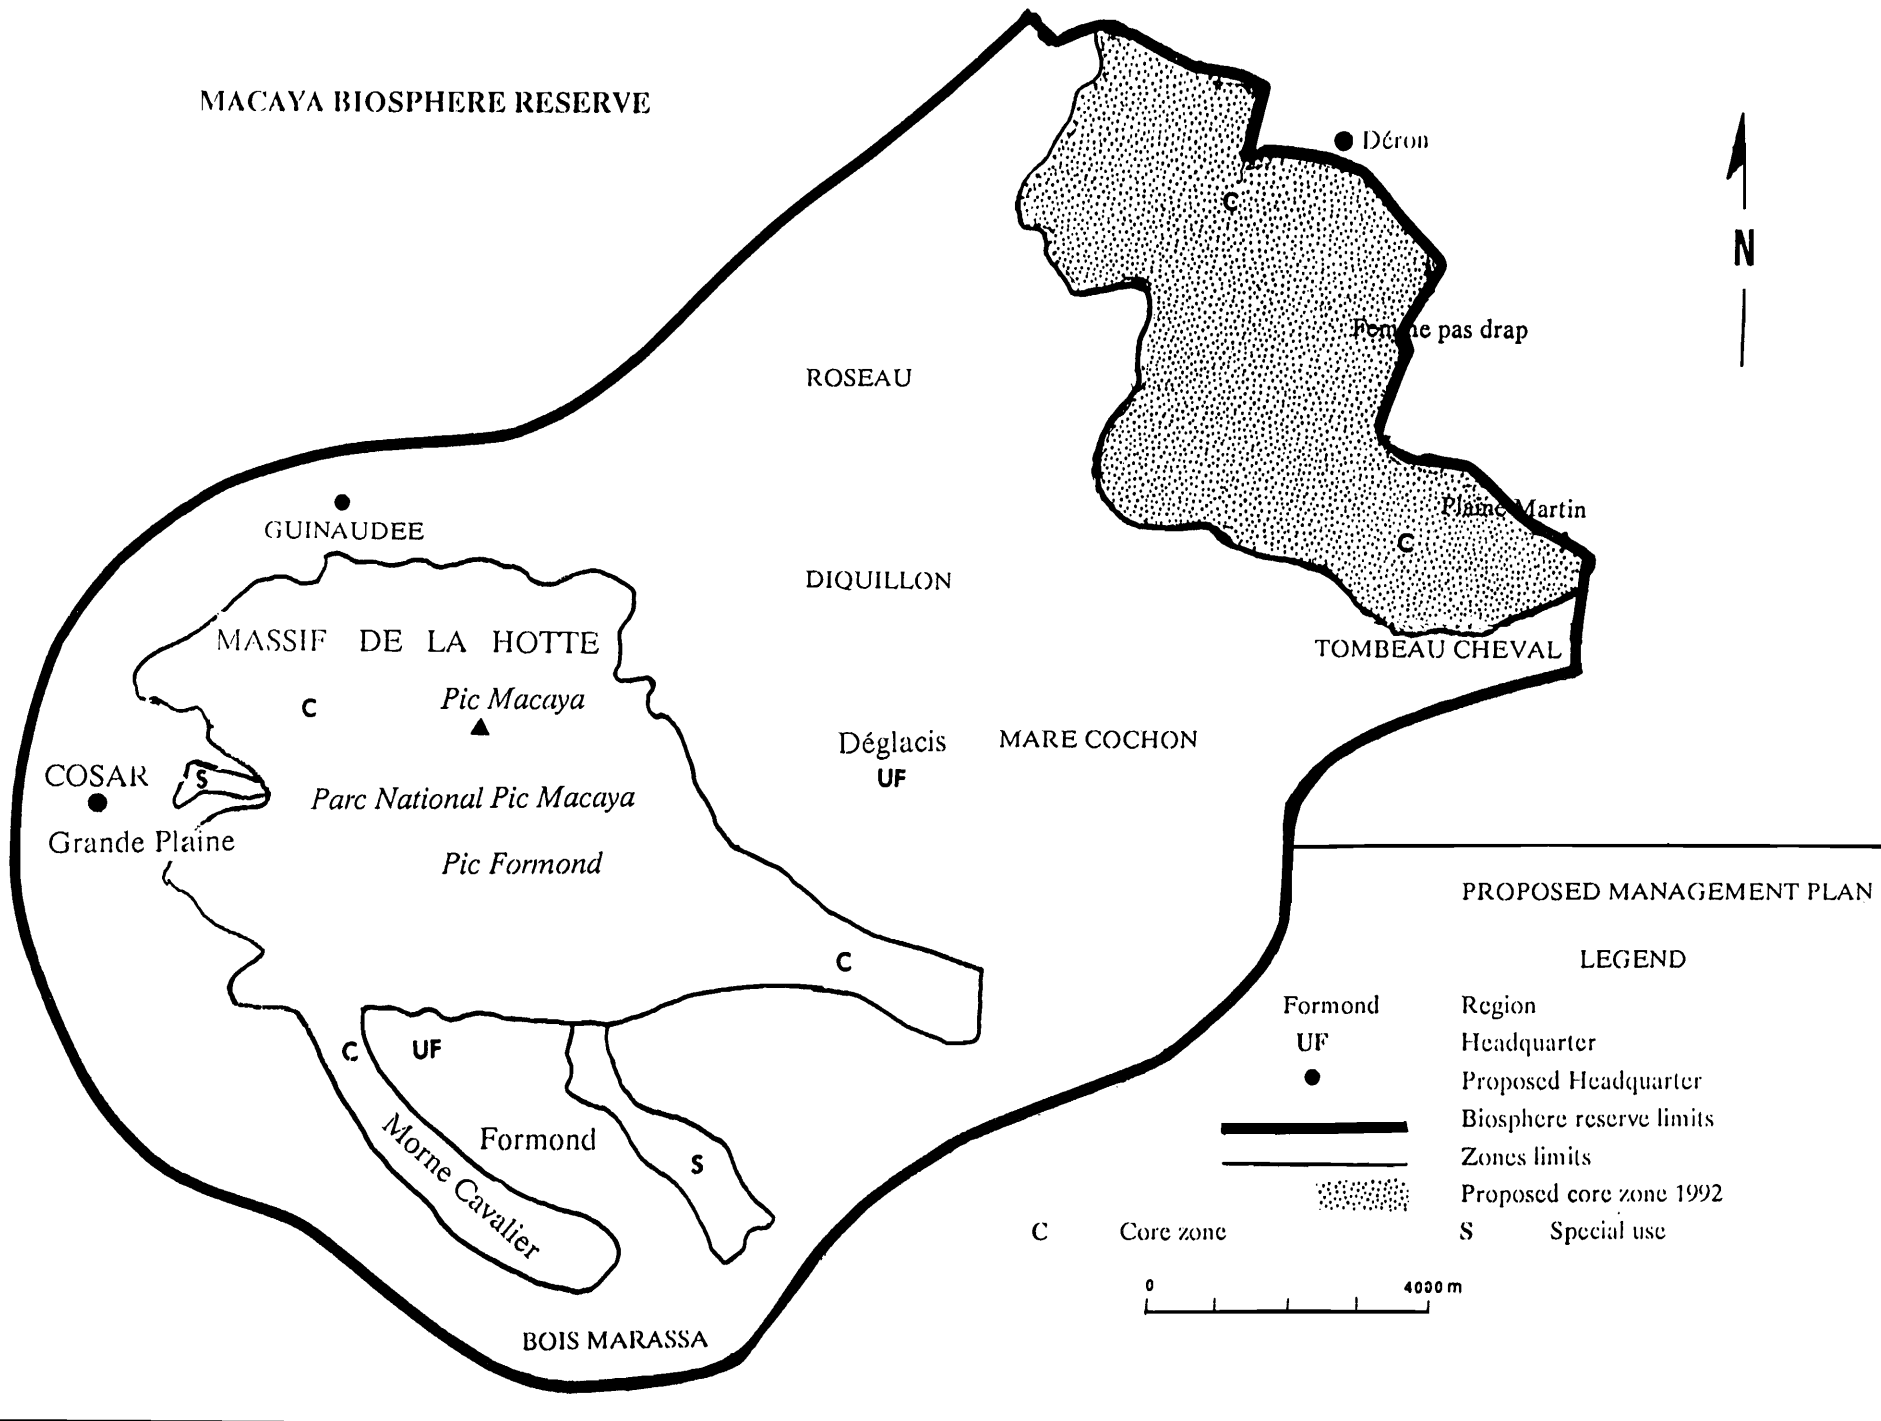 MACAYA BIOSPHERE RESERVE
Déron
C
N
Femme pas drap
ROSEAU
Plaine Martin
GUINAUDEE
C
DIQUILLON
MASSIF DE LA HOTTE
TOMBEAU CHEVAL
C
Pic Macaya
Déglacis
MARE COCHON
COSAR
S
UF
Parc National Pic Macaya
Grande Plaine
Pic Formond
C
C
UF
Formond
Morne Cavalier
S
BOIS MARASSA
PROPOSED MANAGEMENT PLAN
LEGEND
Formond Region
UF Headquarter
Proposed Headquarter
Biosphere reserve limits
Zones limits
Proposed core zone 1992
C Core zone S Special use
0 4000 m